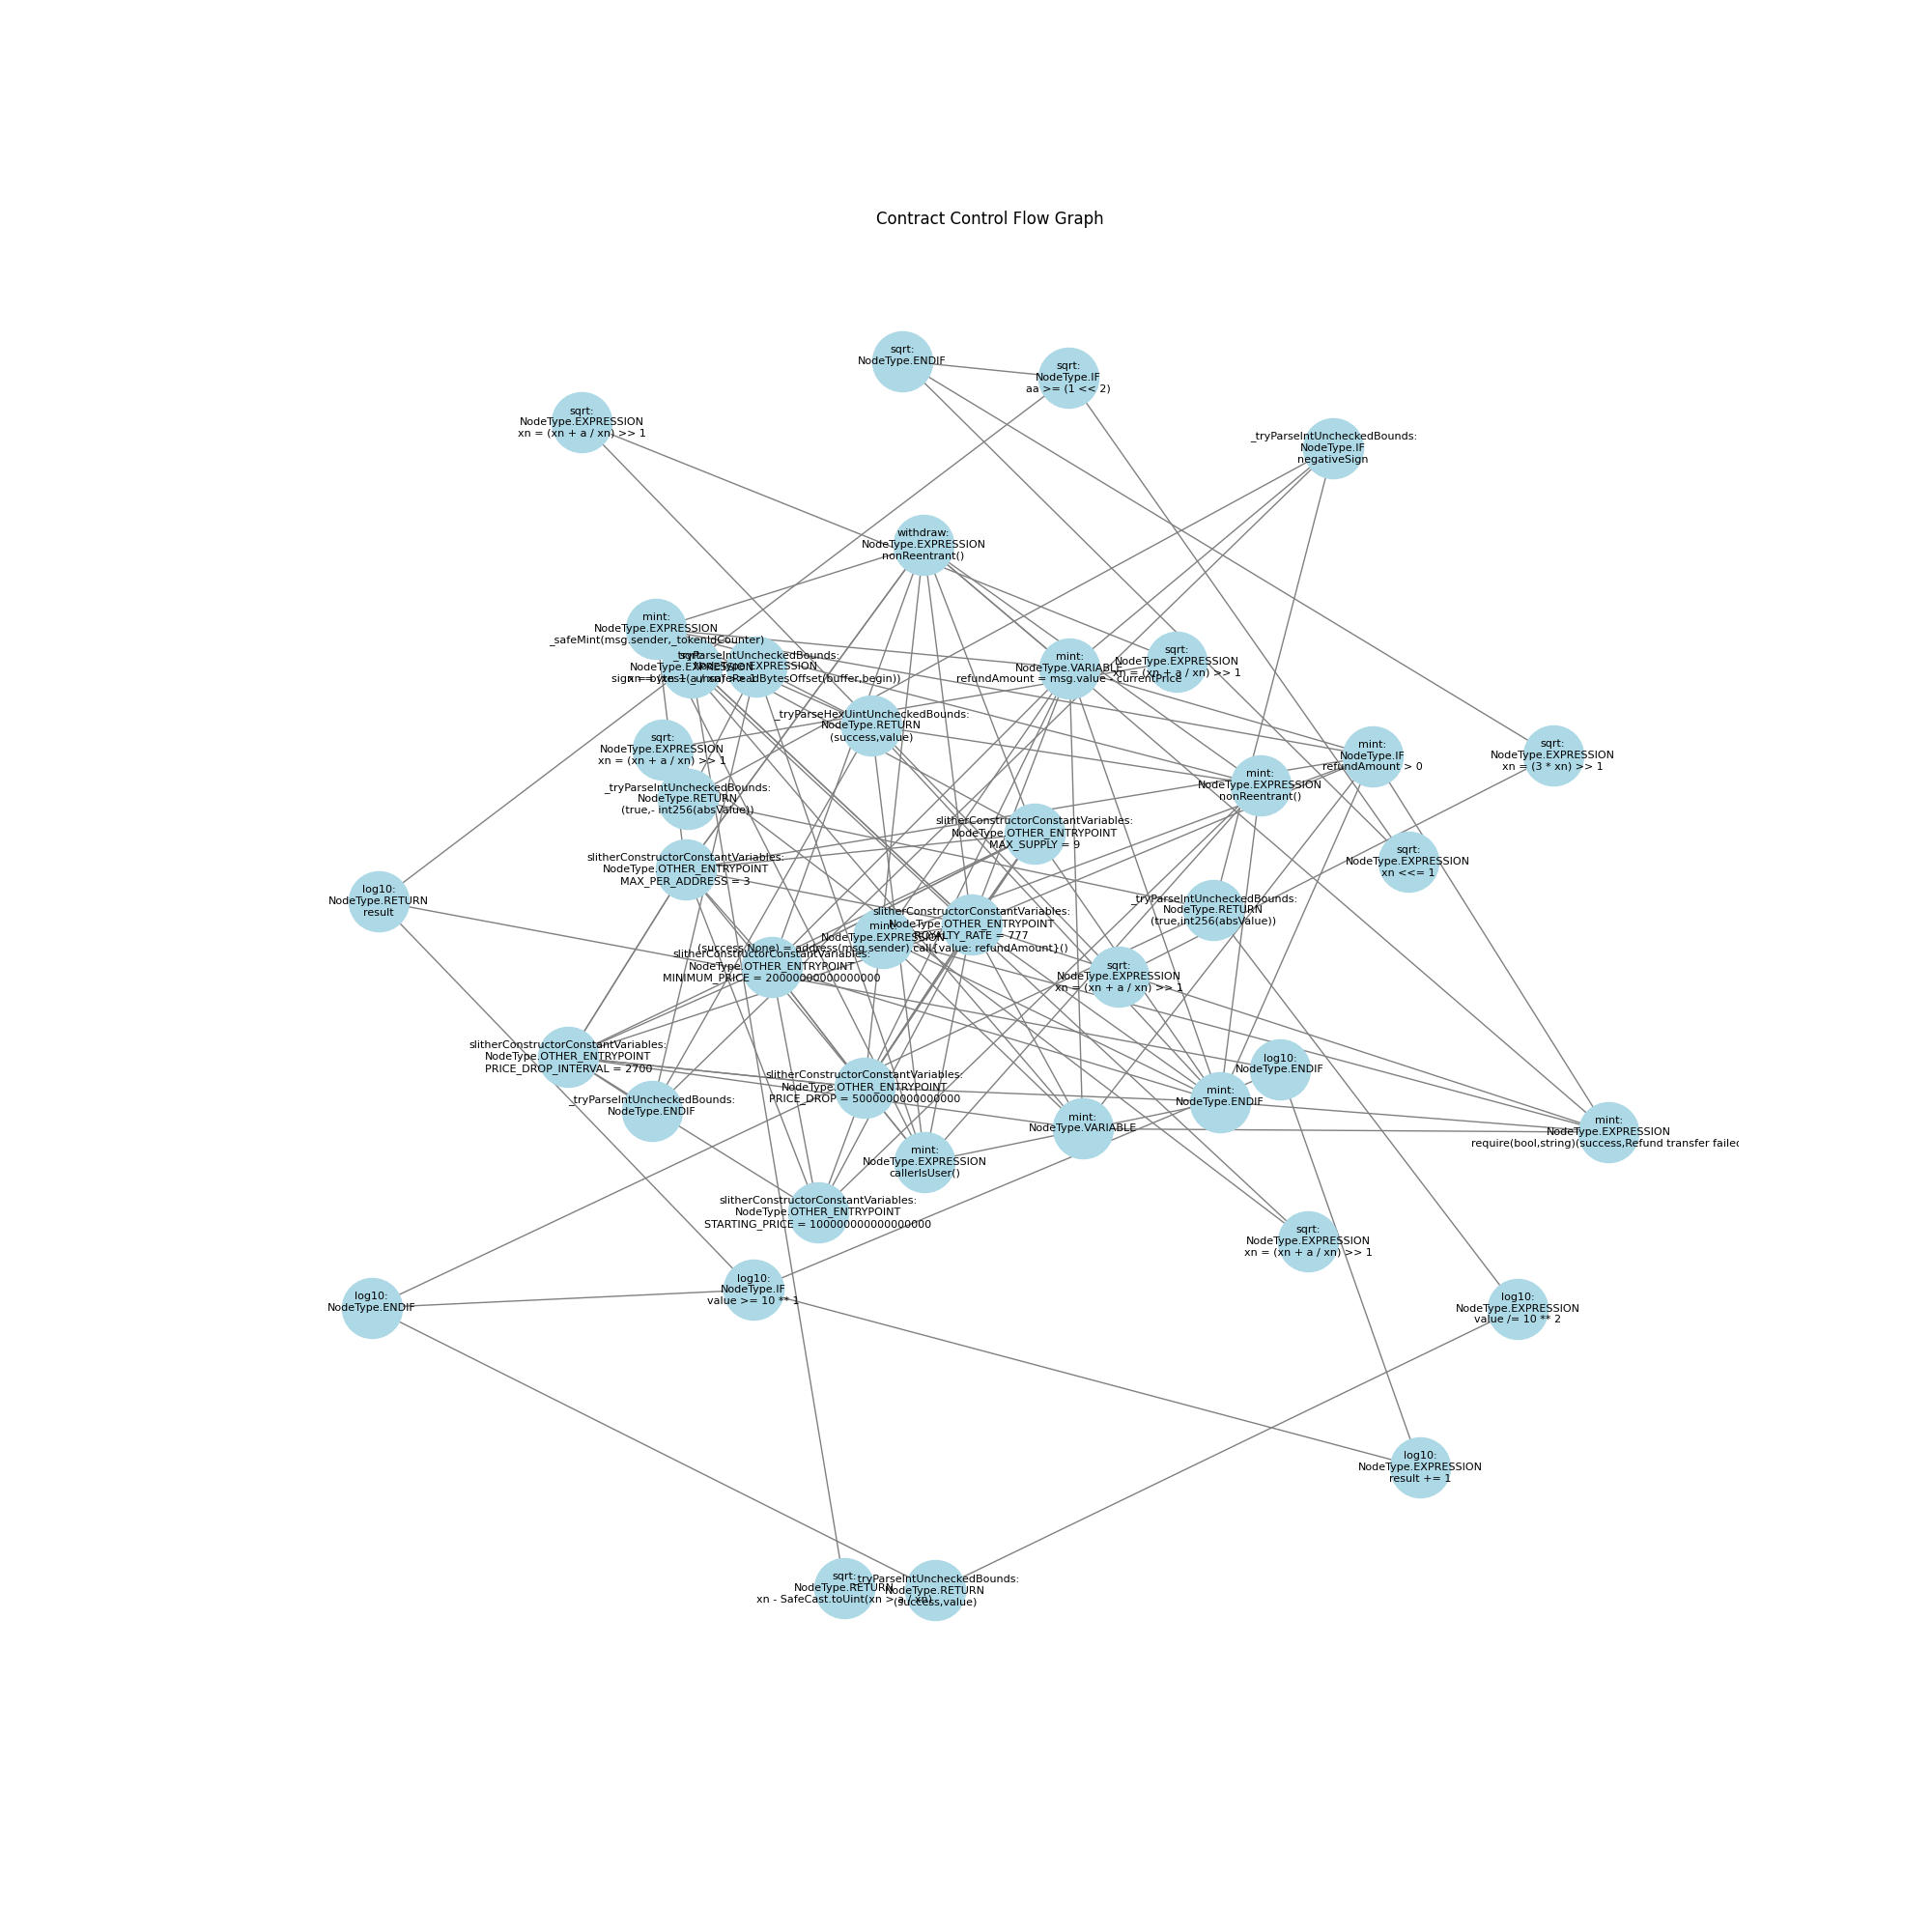 Contract Control Flow Graph
sqrt:
NodeType.ENDIF
sqrt:
NodeType.IF
aa >= (1 << 2)
sqrt:
NodeType.EXPRESSION
xn = (xn + a / xn) >> 1
_tryParseIntUncheckedBounds:
NodeType.IF
negativeSign
withdraw:
NodeType.EXPRESSION
nonReentrant()
mint:
NodeType.EXPRESSION
_safeMint(msg.sender,_tokenIdCounter)
_tryParseIntUncheckedBounds:
NodeType.EXPRESSION
NodeType.EXPRESSION
mint:
NodeType.VARIABLE
refundAmount = msg.value - currentPrice
sqrt:
NodeType.EXPRESSION
xn = (xn + a / xn) >> 1
_tryParseHexUintUncheckedBounds:
NodeType.RETURN
(success,value)
sqrt:
NodeType.EXPRESSION
xn = (xn + a / xn) >> 1
mint:
NodeType.IF
refundAmount > 0
sqrt:
NodeType.EXPRESSION
xn = (3 * xn) >> 1
mint:
NodeType.EXPRESSION
nonReentrant()
_tryParseIntUncheckedBounds:
NodeType.RETURN
(true,- int256(absValue))
slitherConstructorConstantVariables:
NodeType.OTHER_ENTRYPOINT
MAX_SUPPLY = 9
sqrt:
NodeType.EXPRESSION
xn <<= 1
slitherConstructorConstantVariables:
NodeType.OTHER_ENTRYPOINT
MAX_PER_ADDRESS = 3
log10:
NodeType.RETURN
result
_tryParseIntUncheckedBounds:
NodeType.RETURN
(true,int256(absValue))
slitherConstructorConstantVariables:
NodeType.OTHER_ENTRYPOINT
ROYALTY_RATE = 777
mint:
NodeType.EXPRESSION
(success,None) = address(msg.sender).call{value: refundAmount}()
slitherConstructorConstantVariables:
NodeType.OTHER_ENTRYPOINT
MINIMUM_PRICE = 20000000000000000
sqrt:
NodeType.EXPRESSION
xn = (xn + a / xn) >> 1
slitherConstructorConstantVariables:
NodeType.OTHER_ENTRYPOINT
PRICE_DROP_INTERVAL = 2700
log10:
NodeType.ENDIF
slitherConstructorConstantVariables:
NodeType.OTHER_ENTRYPOINT
PRICE_DROP = 5000000000000000
mint:
NodeType.ENDIF
_tryParseIntUncheckedBounds:
NodeType.ENDIF
mint:
NodeType.VARIABLE
mint:
NodeType.EXPRESSION
require(bool,string)(success,Refund transfer failed
mint:
NodeType.EXPRESSION
callerIsUser()
slitherConstructorConstantVariables:
NodeType.OTHER_ENTRYPOINT
STARTING_PRICE = 100000000000000000
sqrt:
NodeType.EXPRESSION
xn = (xn + a / xn) >> 1
log10:
NodeType.IF
value >= 10 ** 1
log10:
NodeType.ENDIF
log10:
NodeType.EXPRESSION
value /= 10 ** 2
log10:
NodeType.EXPRESSION
result += 1
sqrt:
NodeType.RETURN
xn - SafeCast.toUint(xn > a / xn)
_tryParseIntUncheckedBounds:
NodeType.RETURN
(success,value)